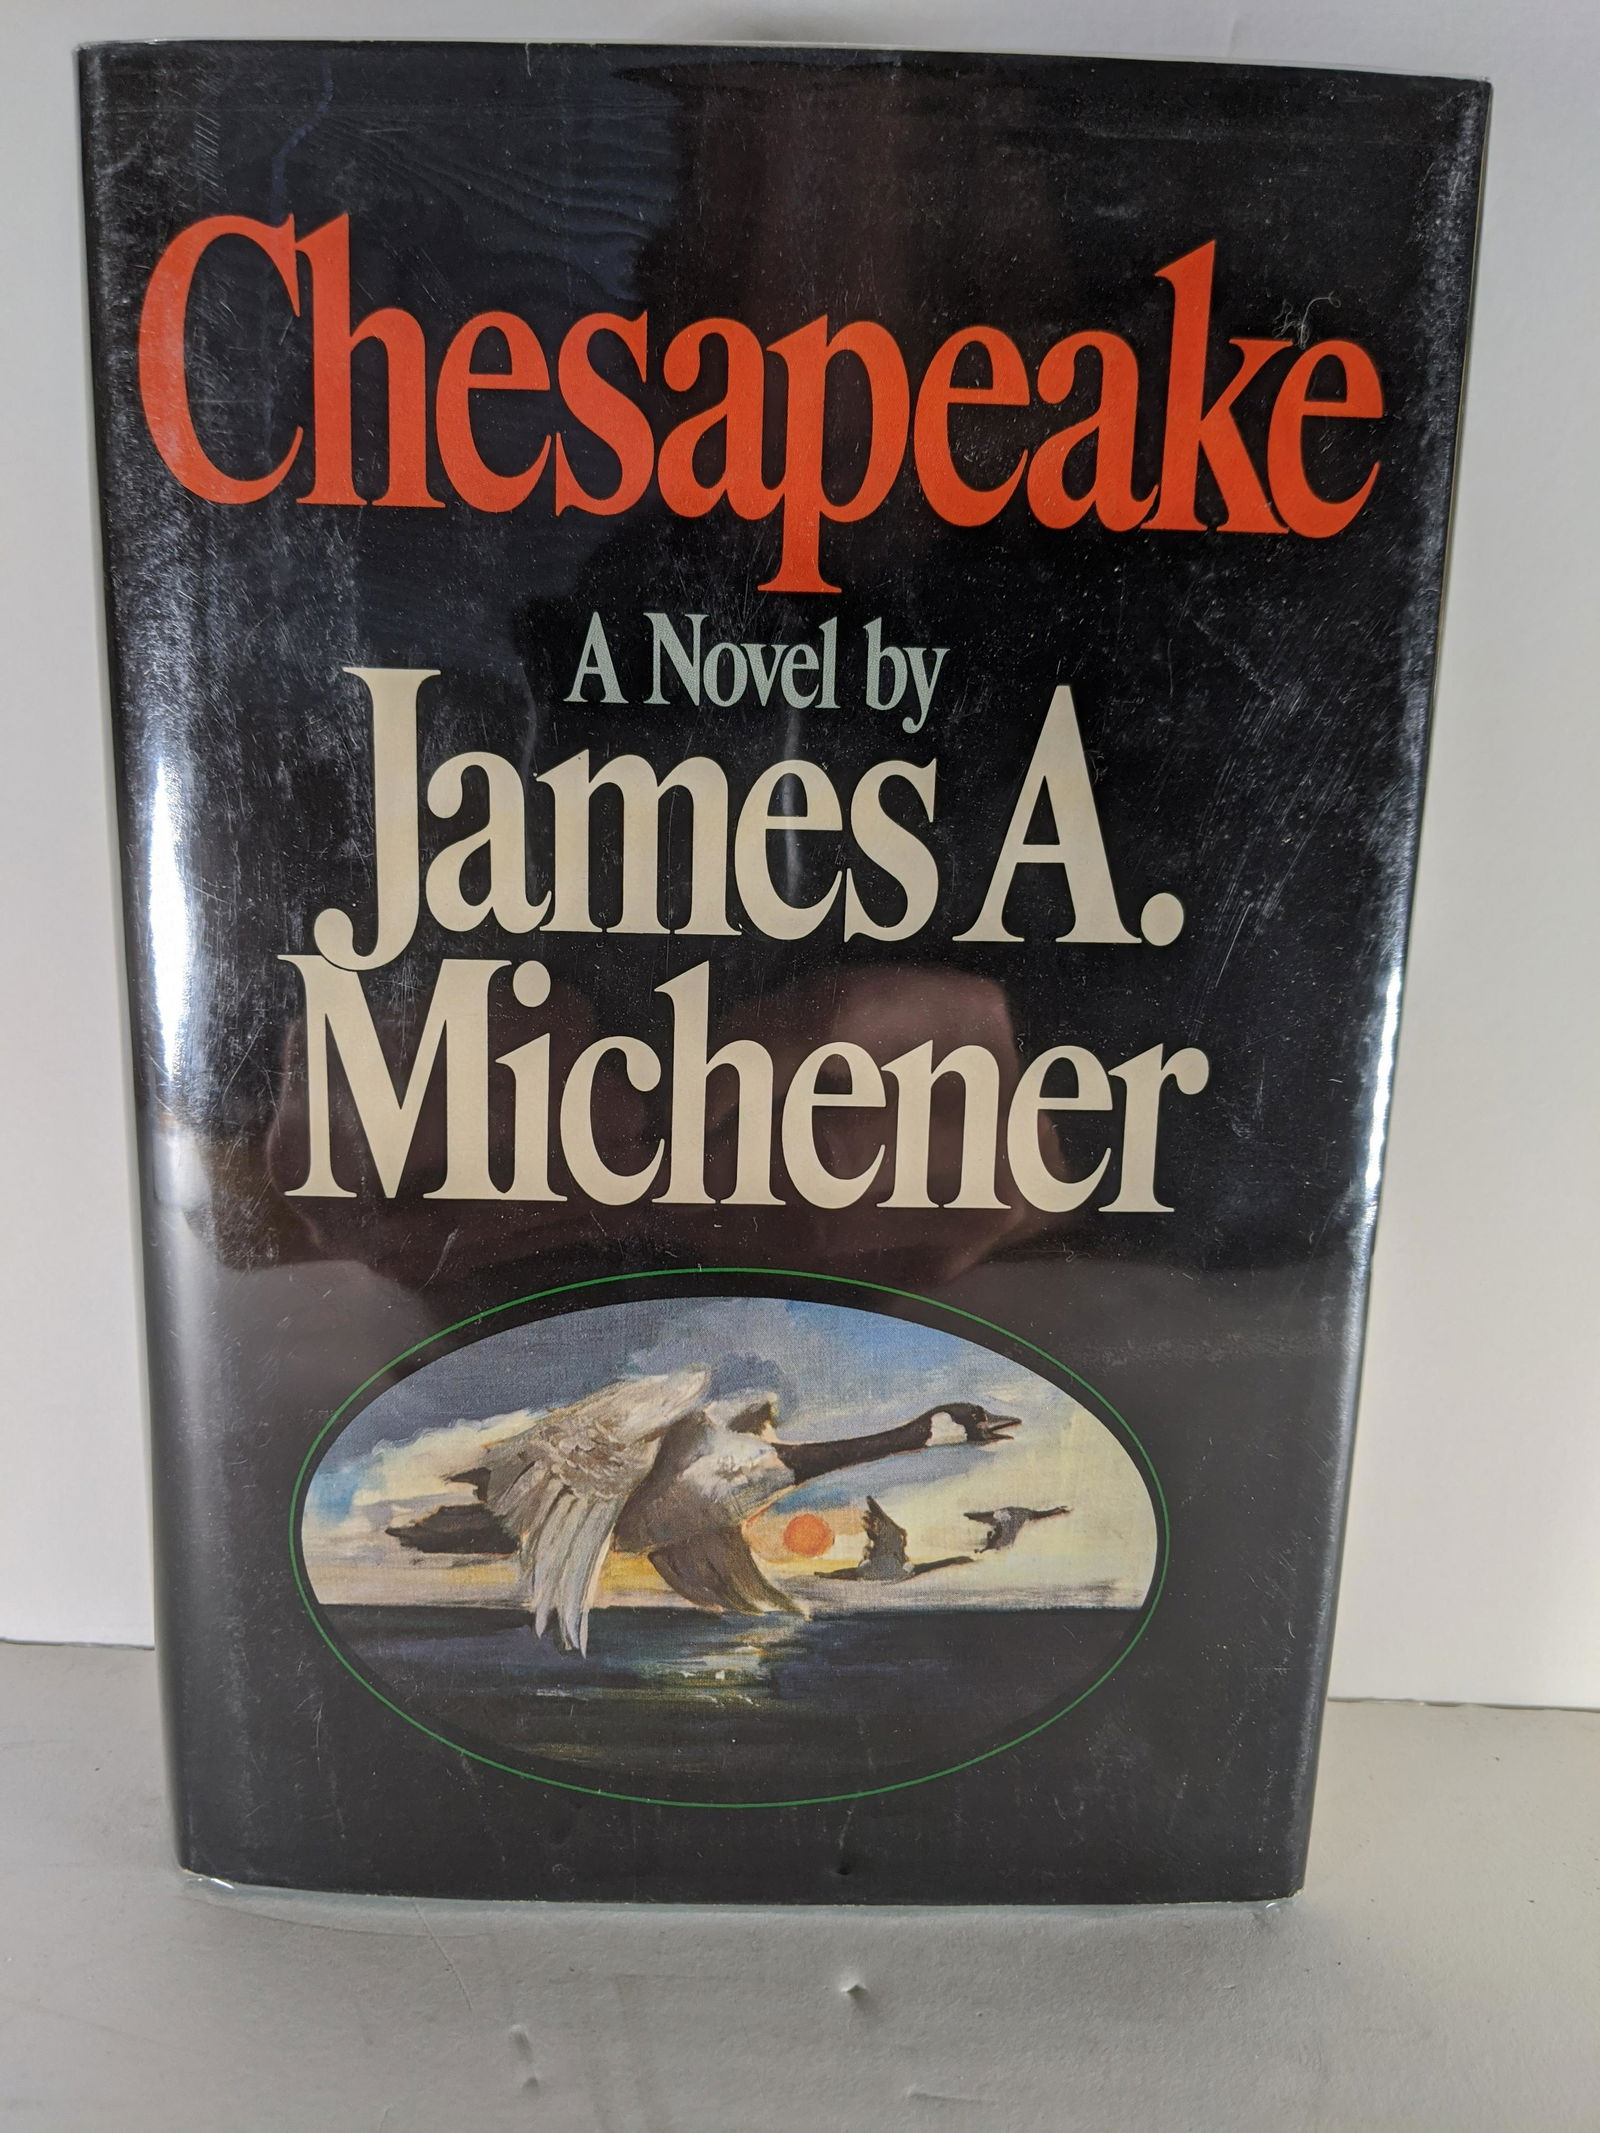 Chesapeake
A Novel by
James A.
Michener